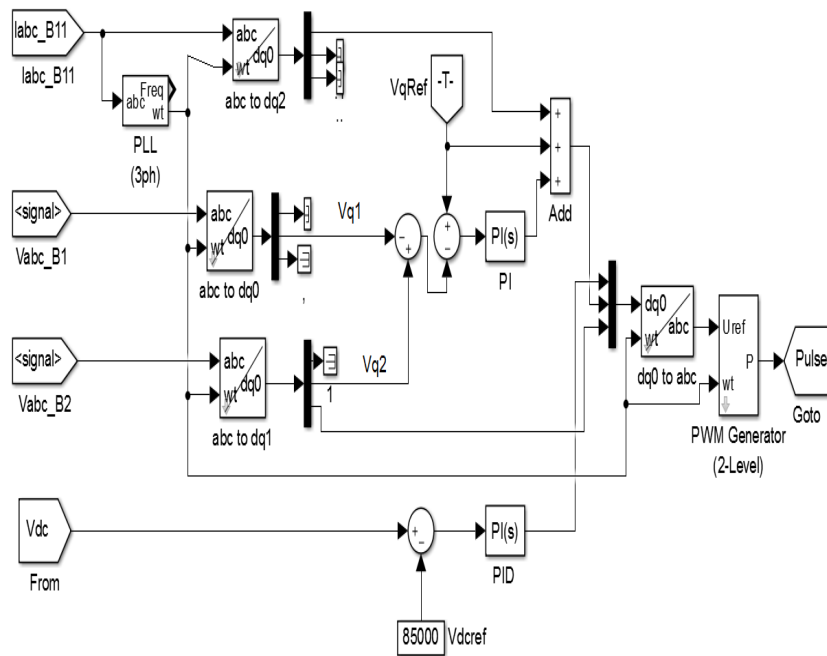 Iabc_B11
Iabc_B11
abc
dq0
wt
abc to dq2
Freq
abc
wt
PLL
(3ph)
VqRef
-T-
+
+
+
Add
<signal>
Vabc_B1
abc
dq0
wt
abc to dq0
Vq1
PI(s)
PI
<signal>
Vabc_B2
abc
dq0
wt
abc to dq1
1
Vq2
dq0
abc
wt
dq0 to abc
Uref
P
wt
PWM Generator
(2-Level)
Pulse
Goto
Vdc
From
+
-
PI(s)
PID
85000
Vdcref